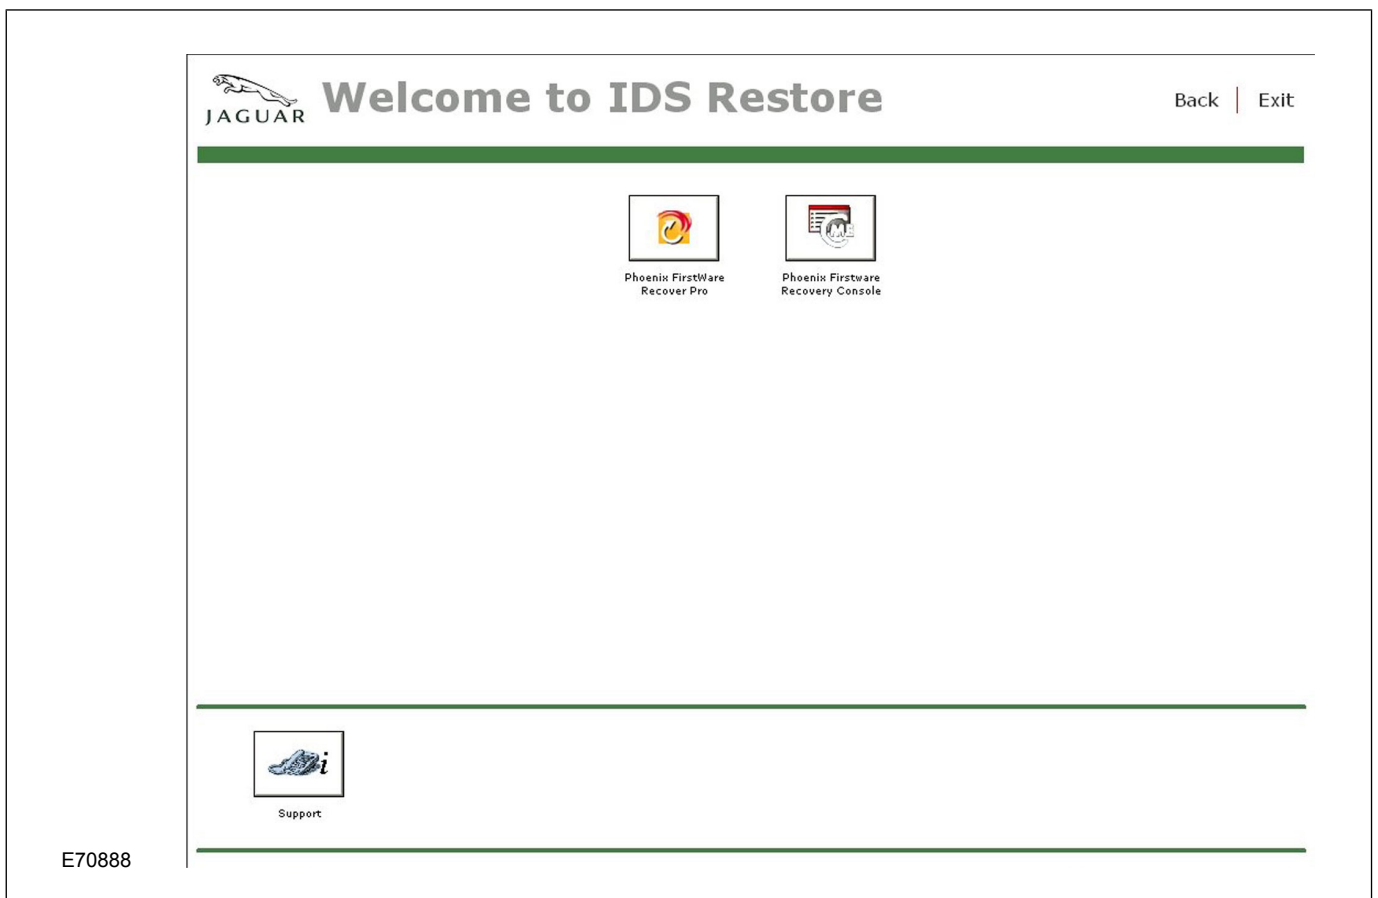 JAGUAR
Welcome to IDS Restore
Back
Exit
Phoenix FirstWare
Recover Pro
Phoenix Firstware
Recovery Console
i
Support
E70888